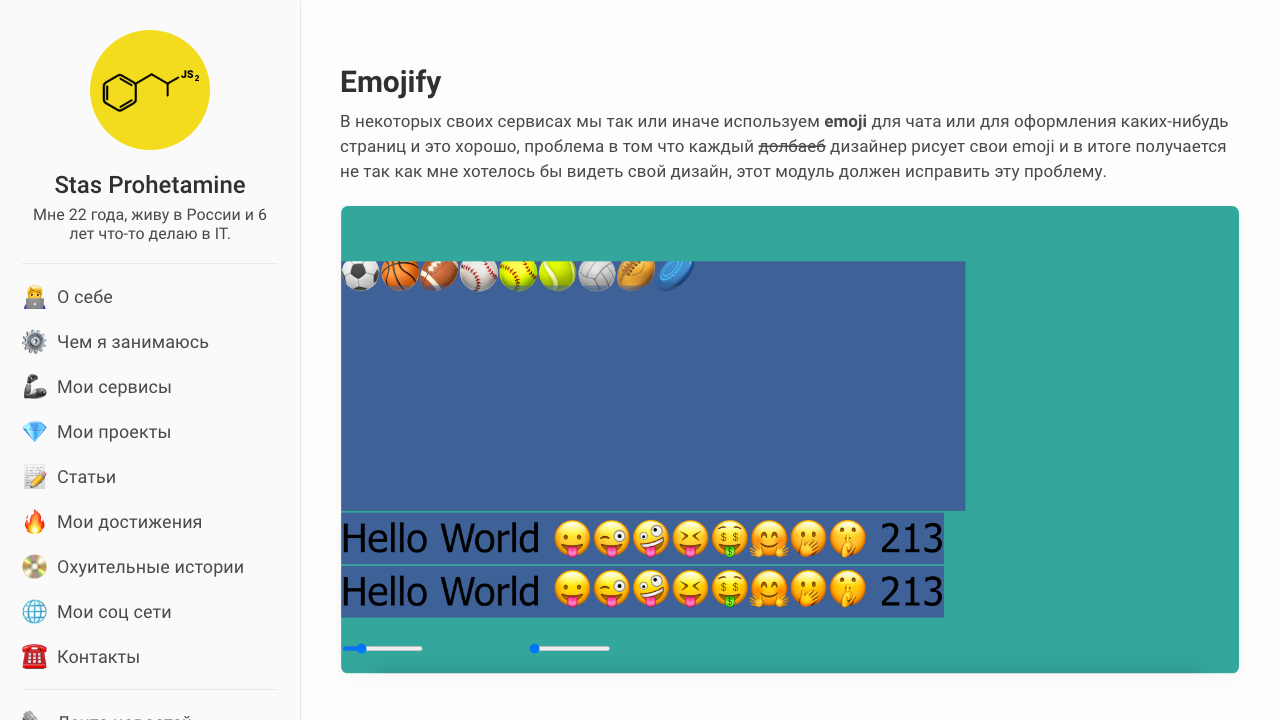 JS2
Stas Prohetamine
Мне 22 года, живу в России и 6
лет что-то делаю в IT.
О себе
Чем я занимаюсь
Мои сервисы
Мои проекты
Статьи
Мои достижения
Охуительные истории
Мои соц сети
Контакты
Emojify
В некоторых своих сервисах мы так или иначе используем emoji для чата или для оформления каких-нибудь
страниц и это хорошо, проблема в том что каждый долбаеб дизайнер рисует свои emoji и в итоге получается
не так как мне хотелось бы видеть свой дизайн, этот модуль должен исправить эту проблему.
Hello World 😛😜🤪😝🤑🤗🤭🤫 213
Hello World 😛😜🤪😝🤑🤗🤭🤫 213